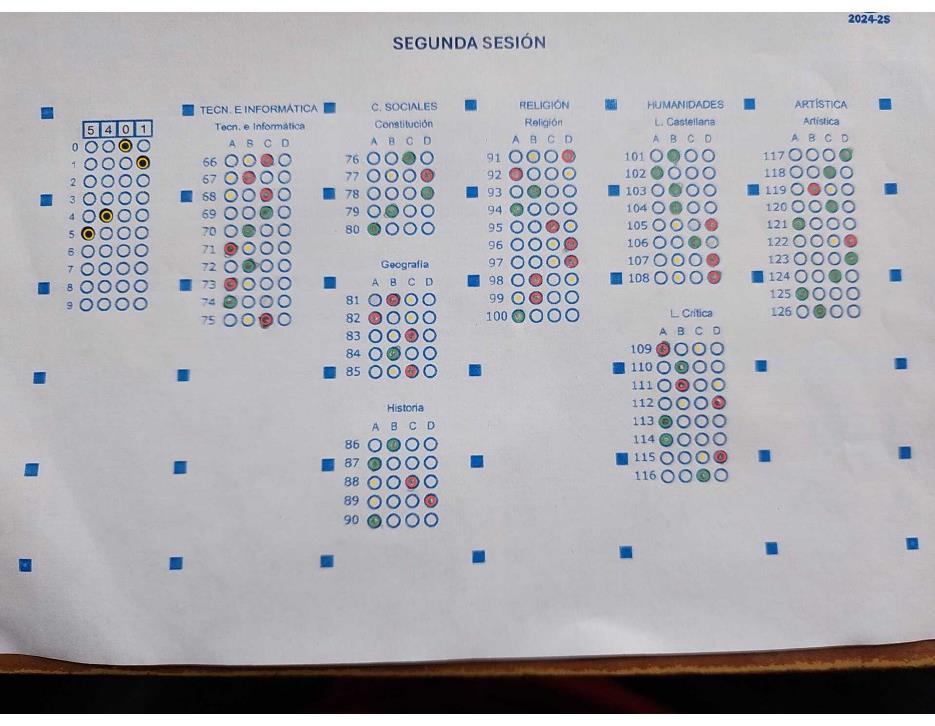 2024-2S
SEGUNDA SESIÓN
5 4 0 1
0
1
2
3
4
5
6
7
8
9
TECN. E INFORMÁTICA
Tecn. e Informática
A B C D
66
67
68
69
70
71
72
73
74
75
C. SOCIALES
Constitución
A B C D
76
77
78
79
80
Geografía
A B C D
81
82
83
84
85
Historia
A B C D
86
87
88
89
90
RELIGIÓN
Religión
A B C D
91
92
93
94
95
96
97
98
99
100
HUMANIDADES
L. Castellana
A B C D
101
102
103
104
105
106
107
108
L. Crítica
A B C D
109
110
111
112
113
114
115
116
ARTÍSTICA
Artística
A B C D
117
118
119
120
121
122
123
124
125
126